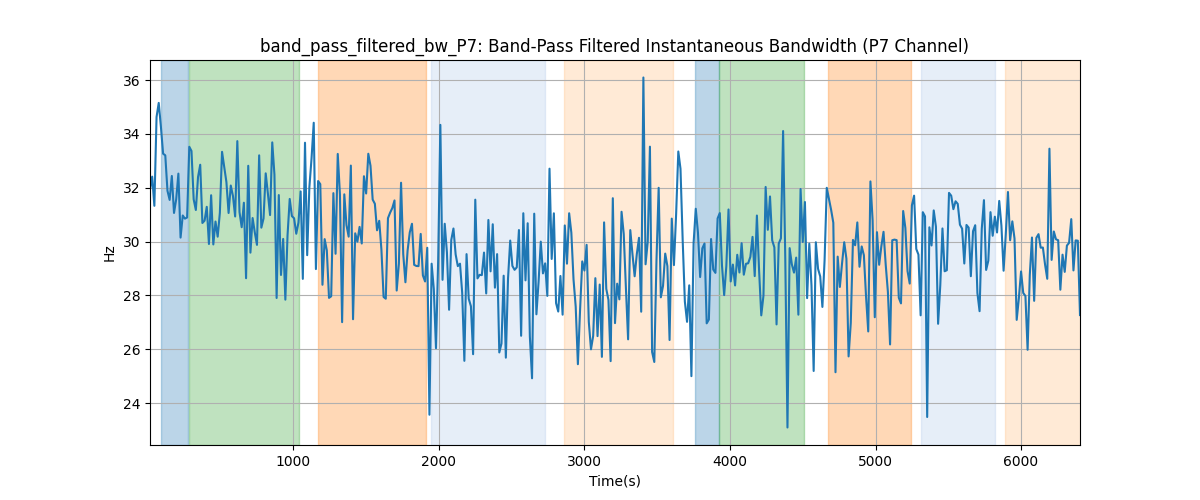 band_pass_filtered_bw_P7: Band-Pass Filtered Instantaneous Bandwidth (P7 Channel)
36
34
32
30
28
26
24
Hz
1000 2000 3000 4000 5000 6000
Time(s)